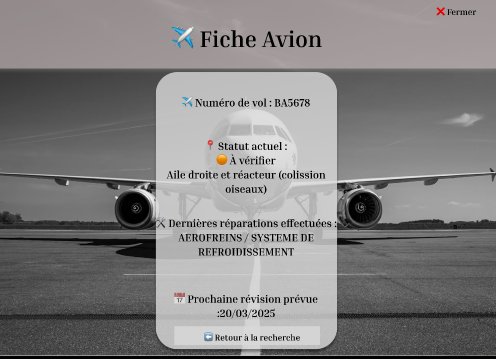 ❌ Fermer
✈️ Fiche Avion
✈️ Numéro de vol : BA5678
📍 Statut actuel :
🟠 À vérifier
Aile droite et réacteur (colission
oiseaux)
🛠️ Dernières réparations effectuées :
AEROFREINS / SYSTEME DE
REFROIDISSEMENT
📅 Prochaine révision prévue
:20/03/2025
⬅️ Retour à la recherche